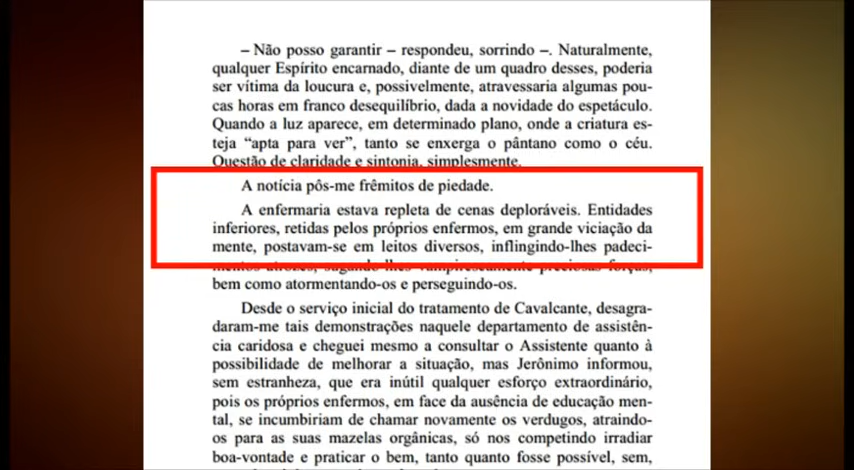 – Não posso garantir – respondeu, sorrindo –. Naturalmente,
qualquer Espírito encarnado, diante de um quadro desses, poderia
ser vítima da loucura e, possivelmente, atravessaria algumas pou-
cas horas em franco desequilíbrio, dada a novidade do espetáculo.
Quando a luz aparece, em determinado plano, onde a criatura es-
teja “apta para ver”, tanto se enxerga o pântano como o céu.
Questão de claridade e sintonia, simplesmente.
A notícia pôs-me frêmitos de piedade.
A enfermaria estava repleta de cenas deploráveis. Entidades
inferiores, retidas pelos próprios enfermos, em grande viciação da
mente, postavam-se em leitos diversos, inflingindo-lhes padeci-
mentos atrozes, sugando-lhes vampirescamente preciosas forças,
bem como atormentando-os e perseguindo-os.
Desde o serviço inicial do tratamento de Cavalcante, desagra-
daram-me tais demonstrações naquele departamento de assistên-
cia caridosa e cheguei mesmo a consultar o Assistente quanto à
possibilidade de melhorar a situação, mas Jerônimo informou,
sem estranheza, que era inútil qualquer esforço extraordinário,
pois os próprios enfermos, em face da ausência de educação men-
tal, se incumbiriam de chamar novamente os verdugos, atraindo-
os para as suas mazelas orgânicas, só nos competindo irradiar
boa-vontade e praticar o bem, tanto quanto fosse possível, sem,